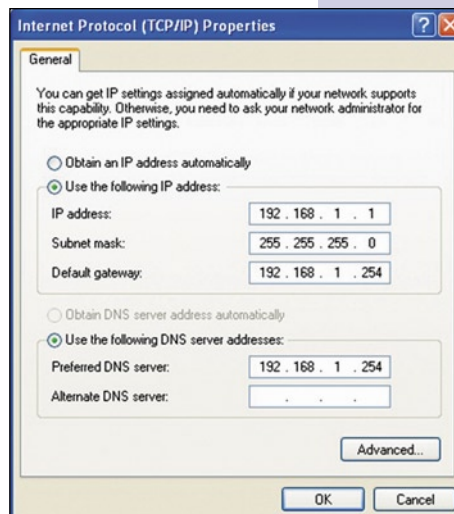 Internet Protocol (TCP/IP) Properties
General
You can get IP settings assigned automatically if your network supports
this capability. Otherwise, you need to ask your network administrator for
the appropriate IP settings.
Obtain an IP address automatically
Use the following IP address:
IP address: 192 . 168 . 1 . 1
Subnet mask: 255 . 255 . 255 . 0
Default gateway: 192 . 168 . 1 . 254
Obtain DNS server address automatically
Use the following DNS server addresses:
Preferred DNS server: 192 . 168 . 1 . 254
Alternate DNS server: . . .
Advanced...
OK Cancel